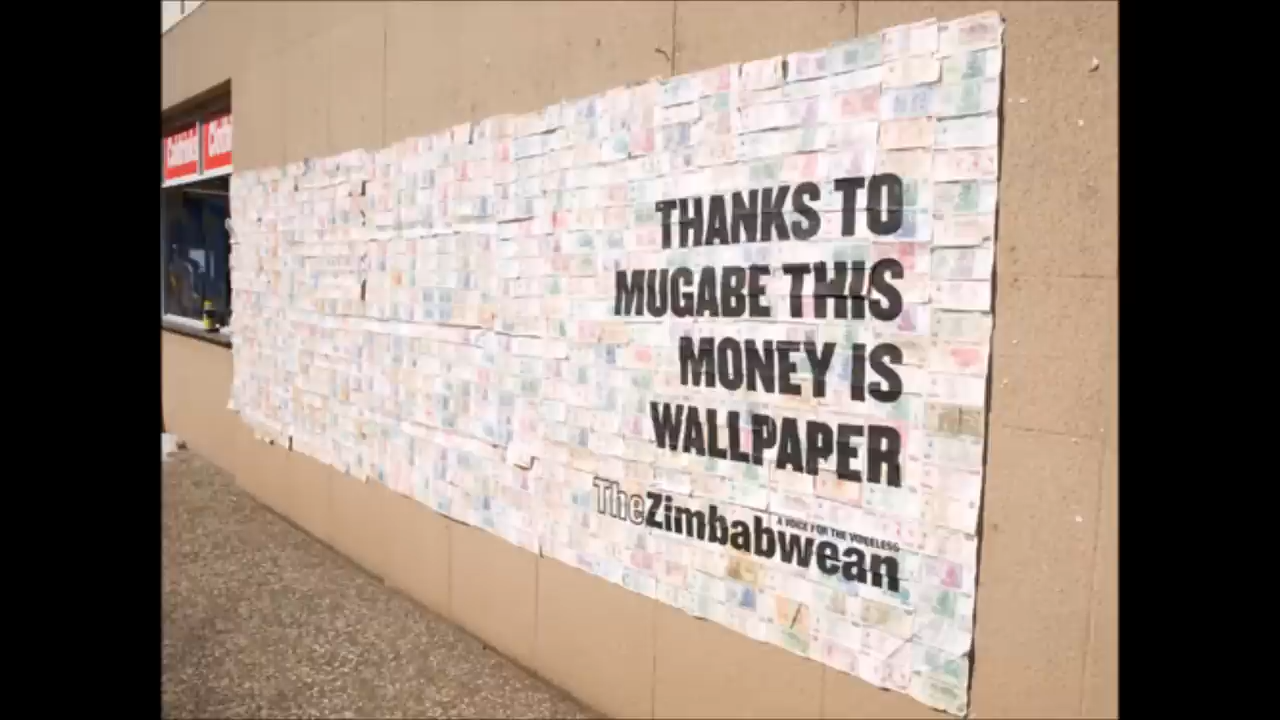 THANKS TO
MUGABE THIS
MONEY IS
WALLPAPER
A VOICE FOR THE VOICELESS
TheZimbabwean